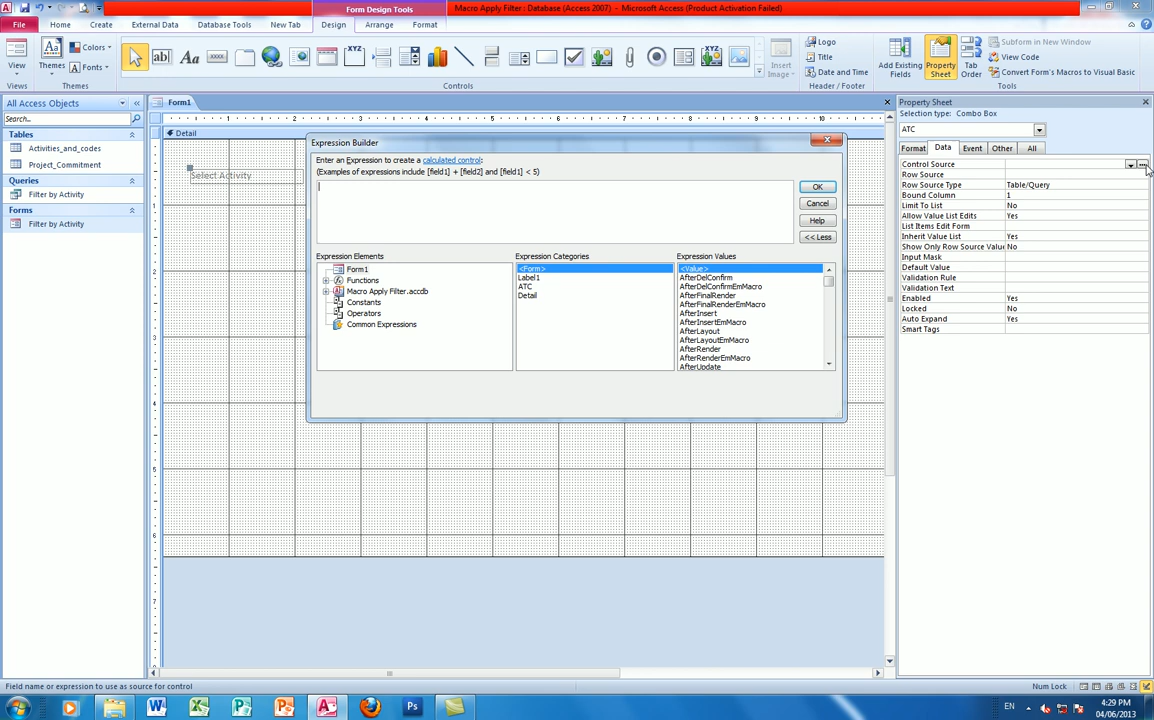 Form Design Tools
Macro Apply Filter : Database (Access 2007) - Microsoft Access (Product Activation Failed)
File Home Create External Data Database Tools New Tab Design Arrange Format
View
Views
Themes
Colors
Fonts
Themes
Controls
Insert Image
Logo
Title
Date and Time
Header / Footer
Add Existing Fields
Property Sheet
Tab Order
Subform in New Window
View Code
Convert Form's Macros to Visual Basic
Tools
All Access Objects
Search...
Tables
Activities_and_codes
Project_Commitment
Queries
Filter by Activity
Forms
Filter by Activity
Form1
Detail
Select Activity
Expression Builder
Enter an Expression to create a calculated control:
(Examples of expressions include [field1] + [field2] and [field1] < 5)
OK
Cancel
Help
<< Less
Expression Elements
Form1
Functions
Macro Apply Filter.accdb
Constants
Operators
Common Expressions
Expression Categories
<Form>
Label1
ATC
Detail
Expression Values
<Value>
AfterDelConfirm
AfterDelConfirmEmMacro
AfterFinalRender
AfterFinalRenderEmMacro
AfterInsert
AfterInsertEmMacro
AfterLayout
AfterLayoutEmMacro
AfterRender
AfterRenderEmMacro
AfterUpdate
Property Sheet
Selection type: Combo Box
ATC
Format Data Event Other All
Control Source
Row Source
Row Source Type Table/Query
Bound Column 1
Limit To List No
Allow Value List Edits Yes
List Items Edit Form
Inherit Value List Yes
Show Only Row Source Value No
Input Mask
Default Value
Validation Rule
Validation Text
Enabled Yes
Locked No
Auto Expand Yes
Smart Tags
Field name or expression to use as source for control
Num Lock
EN
4:29 PM
04/06/2013